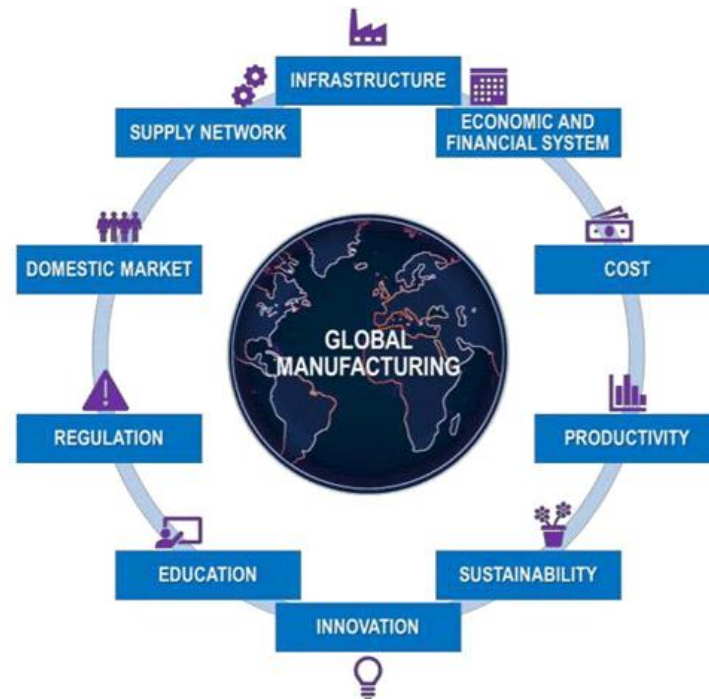 INFRASTRUCTURE
SUPPLY NETWORK
ECONOMIC AND
FINANCIAL SYSTEM
DOMESTIC MARKET
COST
GLOBAL
MANUFACTURING
REGULATION
PRODUCTIVITY
EDUCATION
SUSTAINABILITY
INNOVATION